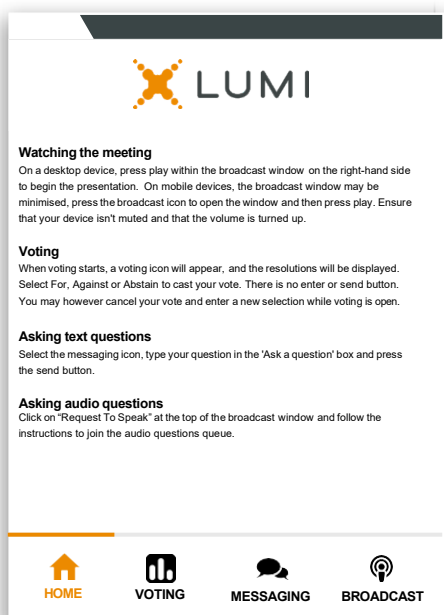 LUMI
Watching the meeting
On a desktop device, press play within the broadcast window on the right-hand side
to begin the presentation. On mobile devices, the broadcast window may be
minimised, press the broadcast icon to open the window and then press play. Ensure
that your device isn't muted and that the volume is turned up.
Voting
When voting starts, a voting icon will appear, and the resolutions will be displayed.
Select For, Against or Abstain to cast your vote. There is no enter or send button.
You may however cancel your vote and enter a new selection while voting is open.
Asking text questions
Select the messaging icon, type your question in the 'Ask a question' box and press
the send button.
Asking audio questions
Click on “Request To Speak” at the top of the broadcast window and follow the
instructions to join the audio questions queue.
HOME VOTING MESSAGING BROADCAST